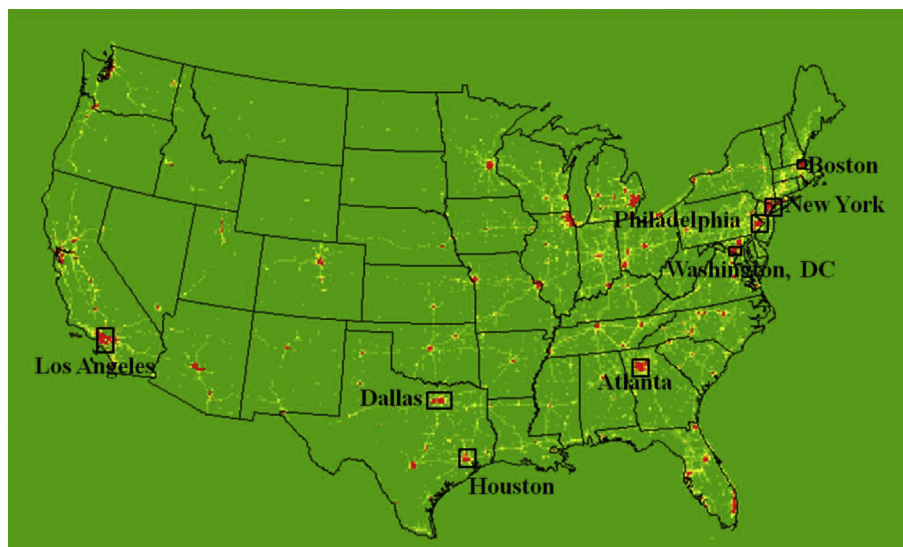 Boston
New York
Philadelphia
Washington, DC
Los Angeles
Atlanta
Dallas
Houston